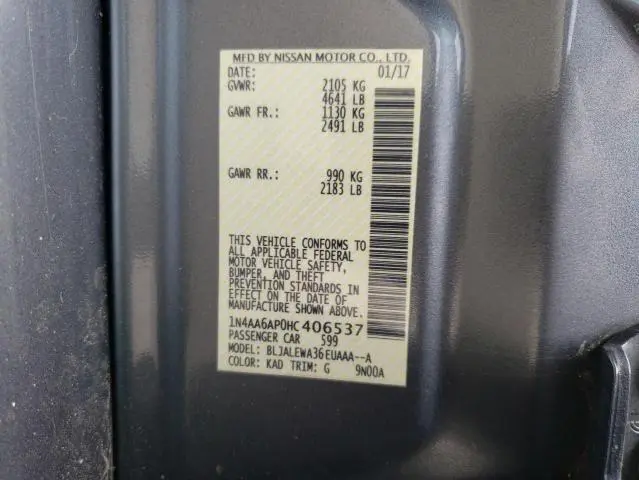 MFD BY NISSAN MOTOR CO., LTD.
DATE: 01/17
GVWR: 2105 KG
4641 LB
GAWR FR.: 1130 KG
2491 LB
GAWR RR.: 990 KG
2183 LB
THIS VEHICLE CONFORMS TO
ALL APPLICABLE FEDERAL
MOTOR VEHICLE SAFETY,
BUMPER, AND THEFT
PREVENTION STANDARDS IN
EFFECT ON THE DATE OF
MANUFACTURE SHOWN ABOVE.
1N4AA6AP0HC406537
PASSENGER CAR 599
MODEL: BLJALEWA36EUAAA--A
COLOR: KAD TRIM: G 9N00A